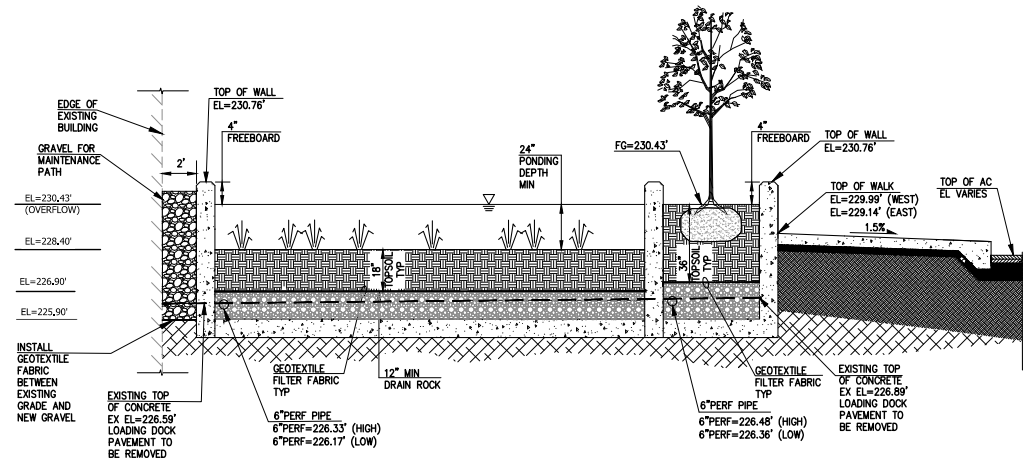 EDGE OF
EXISTING
BUILDING
GRAVEL FOR
MAINTENANCE
PATH
2'
TOP OF WALL
EL=230.76'
4"
FREEBOARD
24"
PONDING
DEPTH
MIN
FG=230.43'
4"
FREEBOARD
TOP OF WALL
EL=230.76'
TOP OF WALK
EL=229.99' (WEST)
EL=229.14' (EAST)
1.5%
TOP OF AC
EL VARIES
EL=230.43'
(OVERFLOW)
EL=228.40'
EL=226.90'
EL=225.90'
18"
TOPSOIL
TYP
36"
TOPSOIL
TYP
INSTALL
GEOTEXTILE
FABRIC
BETWEEN
EXISTING
GRADE AND
NEW GRAVEL
EXISTING TOP
OF CONCRETE
EX EL=226.59'
LOADING DOCK
PAVEMENT TO
BE REMOVED
GEOTEXTILE
FILTER FABRIC
TYP
12" MIN
DRAIN ROCK
6"PERF PIPE
6"PERF=226.33' (HIGH)
6"PERF=226.17' (LOW)
GEOTEXTILE
FILTER FABRIC
TYP
6"PERF PIPE
6"PERF=226.48' (HIGH)
6"PERF=226.36' (LOW)
EXISTING TOP
OF CONCRETE
EX EL=226.89'
LOADING DOCK
PAVEMENT TO
BE REMOVED